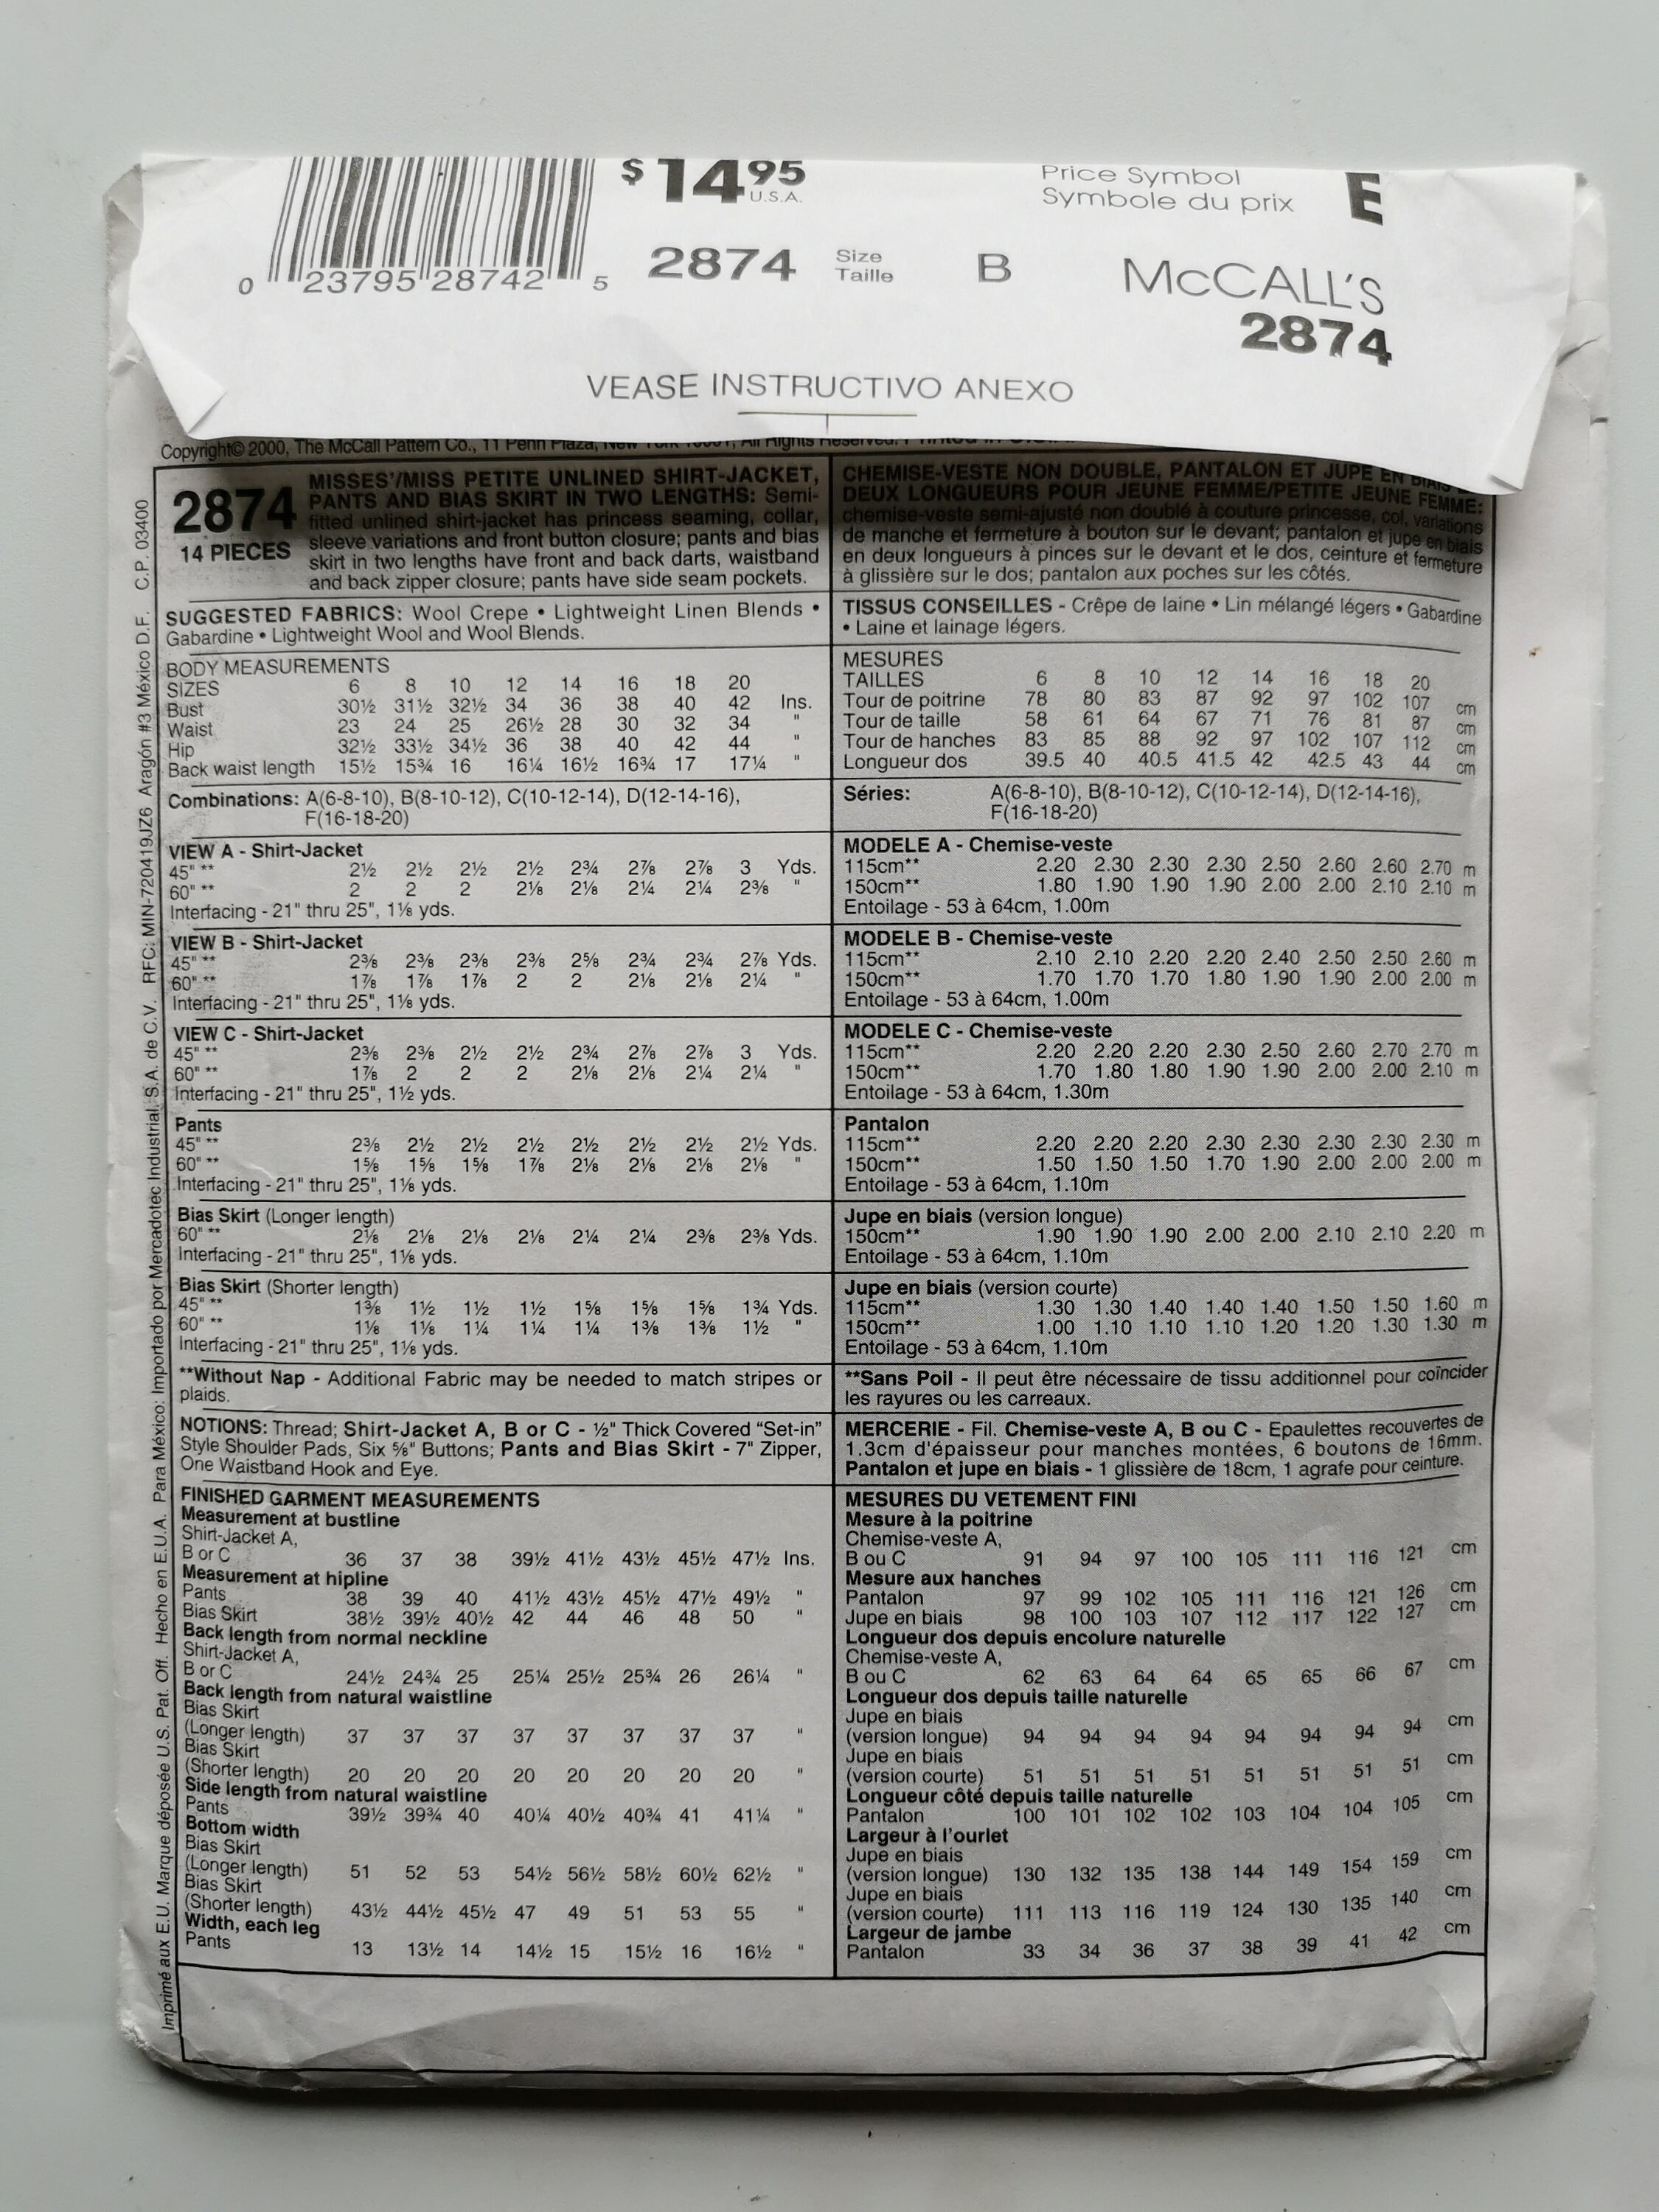 $14.95
U.S.A.
Price Symbol
Symbole du prix
E
0 23795 28742 5
2874
Size
Taille
B
McCALL'S
2874
VEASE INSTRUCTIVO ANEXO
Copyright© 2000, The McCall Pattern Co., 11 Penn Plaza, New York 10001, All Rights Reserved. Printed in
2874
14 PIECES
MISSES'/MISS PETITE UNLINED SHIRT-JACKET,
PANTS AND BIAS SKIRT IN TWO LENGTHS: Semi-
fitted unlined shirt-jacket has princess seaming, collar,
sleeve variations and front button closure; pants and bias
skirt in two lengths have front and back darts, waistband
and back zipper closure; pants have side seam pockets.
SUGGESTED FABRICS: Wool Crepe • Lightweight Linen Blends •
Gabardine • Lightweight Wool and Wool Blends.
BODY MEASUREMENTS
SIZES 6 8 10 12 14 16 18 20
Bust 30½ 31½ 32½ 34 36 38 40 42 Ins.
Waist 23 24 25 26½ 28 30 32 34 "
Hip 32½ 33½ 34½ 36 38 40 42 44 "
Back waist length 15½ 15¾ 16 16¼ 16½ 16¾ 17 17¼ "
Combinations: A(6-8-10), B(8-10-12), C(10-12-14), D(12-14-16),
F(16-18-20)
VIEW A - Shirt-Jacket
45" ** 2½ 2½ 2½ 2½ 2¾ 2⅞ 2⅞ 3 Yds.
60" ** 2 2 2 2⅛ 2⅛ 2¼ 2¼ 2⅜ "
Interfacing - 21" thru 25", 1⅛ yds.
VIEW B - Shirt-Jacket
45" ** 2⅜ 2⅜ 2⅜ 2⅜ 2⅝ 2¾ 2¾ 2⅞ Yds.
60" ** 1⅞ 1⅞ 1⅞ 2 2 2⅛ 2⅛ 2¼ "
Interfacing - 21" thru 25", 1⅛ yds.
VIEW C - Shirt-Jacket
45" ** 2⅜ 2⅜ 2½ 2½ 2¾ 2⅞ 2⅞ 3 Yds.
60" ** 1⅞ 2 2 2 2⅛ 2⅛ 2¼ 2¼ "
Interfacing - 21" thru 25", 1½ yds.
Pants
45" ** 2⅜ 2½ 2½ 2½ 2½ 2½ 2½ 2½ Yds.
60" ** 1⅝ 1⅝ 1⅝ 1⅞ 2⅛ 2⅛ 2⅛ 2⅛ "
Interfacing - 21" thru 25", 1⅛ yds.
Bias Skirt (Longer length)
60" ** 2⅛ 2⅛ 2⅛ 2⅛ 2¼ 2¼ 2⅜ 2⅜ Yds.
Interfacing - 21" thru 25", 1⅛ yds.
Bias Skirt (Shorter length)
45" ** 1⅜ 1½ 1½ 1½ 1⅝ 1⅝ 1⅝ 1¾ Yds.
60" ** 1⅛ 1⅛ 1¼ 1¼ 1¼ 1⅜ 1⅜ 1½ "
Interfacing - 21" thru 25", 1⅛ yds.
**Without Nap - Additional Fabric may be needed to match stripes or
plaids.
NOTIONS: Thread; Shirt-Jacket A, B or C - ½" Thick Covered “Set-in”
Style Shoulder Pads, Six ⅝" Buttons; Pants and Bias Skirt - 7" Zipper,
One Waistband Hook and Eye.
FINISHED GARMENT MEASUREMENTS
Measurement at bustline
Shirt-Jacket A,
B or C 36 37 38 39½ 41½ 43½ 45½ 47½ Ins.
Measurement at hipline
Pants 38 39 40 41½ 43½ 45½ 47½ 49½ "
Bias Skirt 38½ 39½ 40½ 42 44 46 48 50 "
Back length from normal neckline
Shirt-Jacket A,
B or C 24½ 24¾ 25 25¼ 25½ 25¾ 26 26¼ "
Back length from natural waistline
Bias Skirt
(Longer length) 37 37 37 37 37 37 37 37 "
Bias Skirt
(Shorter length) 20 20 20 20 20 20 20 20 "
Side length from natural waistline
Pants 39½ 39¾ 40 40¼ 40½ 40¾ 41 41¼ "
Bottom width
Bias Skirt
(Longer length) 51 52 53 54½ 56½ 58½ 60½ 62½ "
Bias Skirt
(Shorter length) 43½ 44½ 45½ 47 49 51 53 55 "
Width, each leg
Pants 13 13½ 14 14½ 15 15½ 16 16½ "
CHEMISE-VESTE NON DOUBLE, PANTALON ET JUPE EN BIAIS
DEUX LONGUEURS POUR JEUNE FEMME/PETITE JEUNE FEMME:
chemise-veste semi-ajusté non doublé à couture princesse, col, variations
de manche et fermeture à bouton sur le devant; pantalon et jupe en biais
en deux longueurs à pinces sur le devant et le dos, ceinture et fermeture
à glissière sur le dos; pantalon aux poches sur les côtés.
TISSUS CONSEILLES - Crêpe de laine • Lin mélangé légers • Gabardine
• Laine et lainage légers.
MESURES
TAILLES 6 8 10 12 14 16 18 20
Tour de poitrine 78 80 83 87 92 97 102 107 cm
Tour de taille 58 61 64 67 71 76 81 87 cm
Tour de hanches 83 85 88 92 97 102 107 112 cm
Longueur dos 39.5 40 40.5 41.5 42 42.5 43 44 cm
Séries: A(6-8-10), B(8-10-12), C(10-12-14), D(12-14-16),
F(16-18-20)
MODELE A - Chemise-veste
115cm** 2.20 2.30 2.30 2.30 2.50 2.60 2.60 2.70 m
150cm** 1.80 1.90 1.90 1.90 2.00 2.00 2.10 2.10 m
Entoilage - 53 à 64cm, 1.00m
MODELE B - Chemise-veste
115cm** 2.10 2.10 2.20 2.20 2.40 2.50 2.50 2.60 m
150cm** 1.70 1.70 1.70 1.80 1.90 1.90 2.00 2.00 m
Entoilage - 53 à 64cm, 1.00m
MODELE C - Chemise-veste
115cm** 2.20 2.20 2.20 2.30 2.50 2.60 2.70 2.70 m
150cm** 1.70 1.80 1.80 1.90 1.90 2.00 2.00 2.10 m
Entoilage - 53 à 64cm, 1.30m
Pantalon
115cm** 2.20 2.20 2.20 2.30 2.30 2.30 2.30 2.30 m
150cm** 1.50 1.50 1.50 1.70 1.90 2.00 2.00 2.00 m
Entoilage - 53 à 64cm, 1.10m
Jupe en biais (version longue)
150cm** 1.90 1.90 1.90 2.00 2.00 2.10 2.10 2.20 m
Entoilage - 53 à 64cm, 1.10m
Jupe en biais (version courte)
115cm** 1.30 1.30 1.40 1.40 1.40 1.50 1.50 1.60 m
150cm** 1.00 1.10 1.10 1.10 1.20 1.20 1.30 1.30 m
Entoilage - 53 à 64cm, 1.10m
**Sans Poil - Il peut être nécessaire de tissu additionnel pour coïncider
les rayures ou les carreaux.
MERCERIE - Fil. Chemise-veste A, B ou C - Epaulettes recouvertes de
1.3cm d'épaisseur pour manches montées, 6 boutons de 16mm.
Pantalon et jupe en biais - 1 glissière de 18cm, 1 agrafe pour ceinture.
MESURES DU VETEMENT FINI
Mesure à la poitrine
Chemise-veste A,
B ou C 91 94 97 100 105 111 116 121 cm
Mesure aux hanches
Pantalon 97 99 102 105 111 116 121 126 cm
Jupe en biais 98 100 103 107 112 117 122 127 cm
Longueur dos depuis encolure naturelle
Chemise-veste A,
B ou C 62 63 64 64 65 65 66 67 cm
Longueur dos depuis taille naturelle
Jupe en biais
(version longue) 94 94 94 94 94 94 94 94 cm
Jupe en biais
(version courte) 51 51 51 51 51 51 51 51 cm
Longueur côté depuis taille naturelle
Pantalon 100 101 102 102 103 104 104 105 cm
Largeur à l'ourlet
Jupe en biais
(version longue) 130 132 135 138 144 149 154 159 cm
Jupe en biais
(version courte) 111 113 116 119 124 130 135 140 cm
Largeur de jambe
Pantalon 33 34 36 37 38 39 41 42 cm
Imprimé aux E.U. Marque déposée U.S. Pat. Off. Hecho en E.U.A. Para México: Importado por Mercadotec Industrial, S.A. de C.V. RFC: MIN-720419JZ6 Aragón #3 México D.F. C.P. 03400